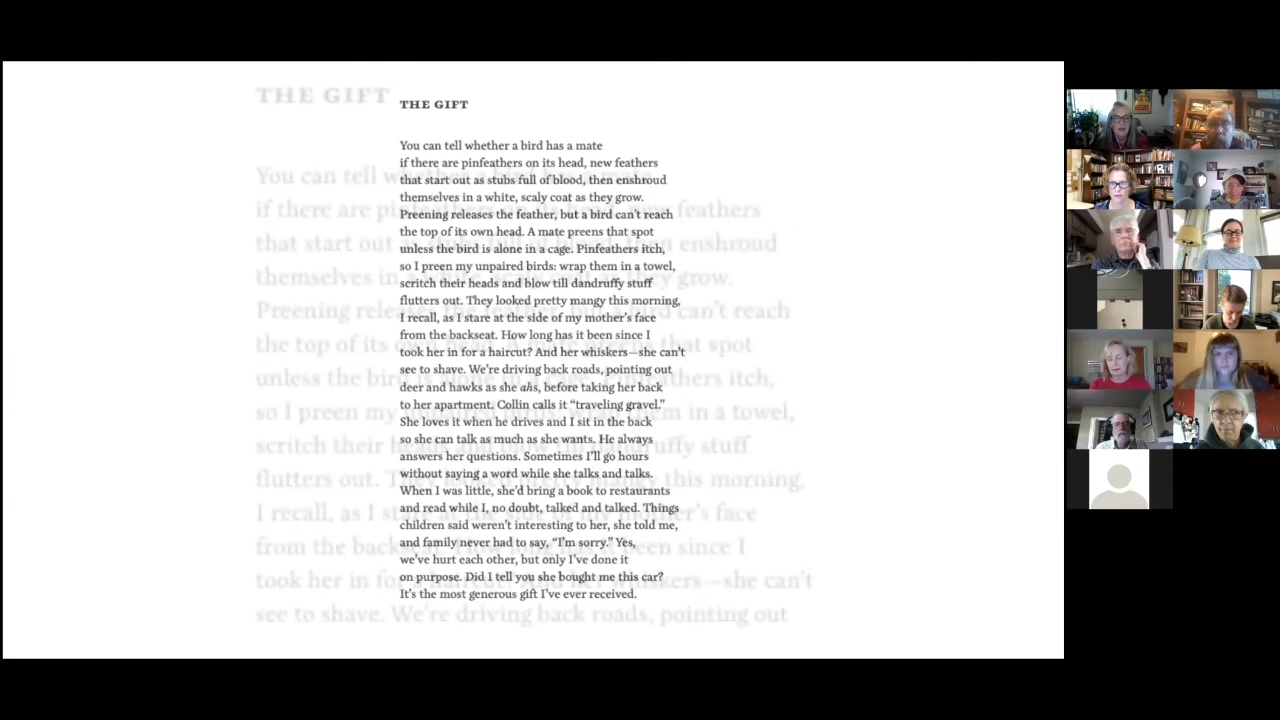 THE GIFT
You can tell whether a bird has a mate
if there are pinfeathers on its head, new feathers
that start out as stubs full of blood, then enshroud
themselves in a white, scaly coat as they grow.
Preening releases the feather, but a bird can't reach
the top of its own head. A mate preens that spot
unless the bird is alone in a cage. Pinfeathers itch,
so I preen my unpaired birds: wrap them in a towel,
scritch their heads and blow till dandruffy stuff
flutters out. They looked pretty mangy this morning,
I recall, as I stare at the side of my mother's face
from the backseat. How long has it been since I
took her in for a haircut? And her whiskers—she can't
see to shave. We're driving back roads, pointing out
deer and hawks as she ahs, before taking her back
to her apartment. Collin calls it “traveling gravel.”
She loves it when he drives and I sit in the back
so she can talk as much as she wants. He always
answers her questions. Sometimes I'll go hours
without saying a word while she talks and talks.
When I was little, she'd bring a book to restaurants
and read while I, no doubt, talked and talked. Things
children said weren't interesting to her, she told me,
and family never had to say, “I'm sorry.” Yes,
we've hurt each other, but only I've done it
on purpose. Did I tell you she bought me this car?
It's the most generous gift I've ever received.